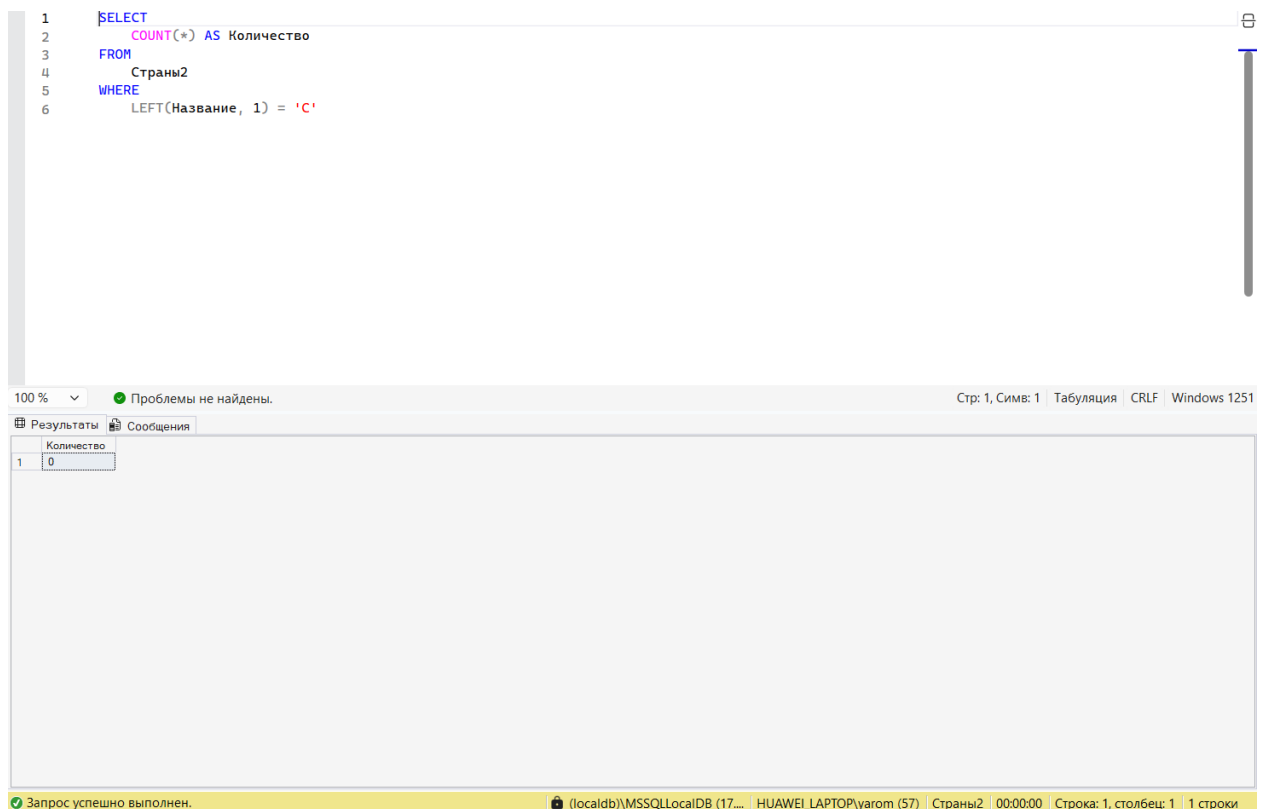 1 SELECT
2 COUNT(*) AS Количество
3 FROM
4 Страны2
5 WHERE
6 LEFT(Название, 1) = 'С'
100 % Проблемы не найдены. Стр: 1, Симв: 1 Табуляция CRLF Windows 1251
Результаты Сообщения
Количество
1 0
Запрос успешно выполнен. (localdb)\MSSQLLocalDB (17.... HUAWEI_LAPTOP\yarom (57) Страны2 00:00:00 Строка: 1, столбец: 1 1 строки